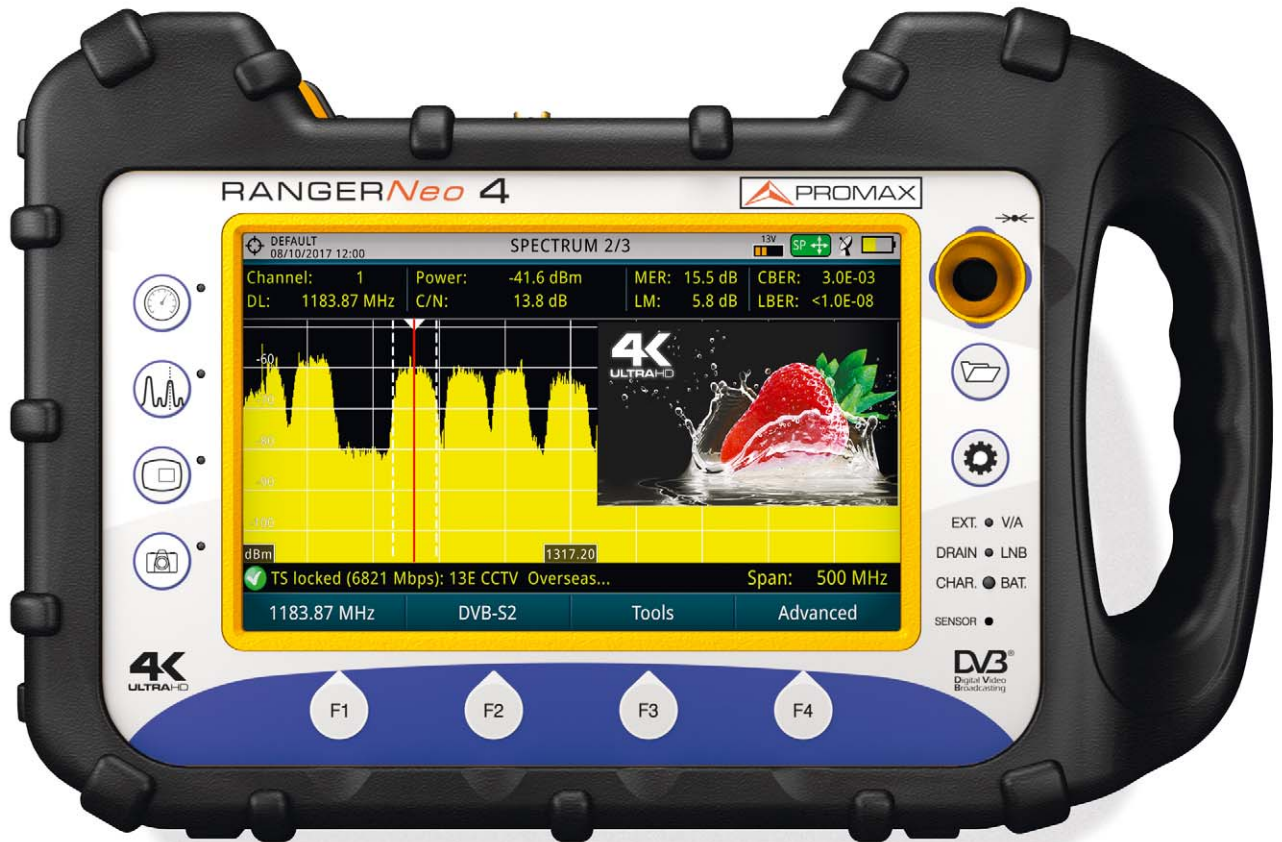 RANGERNeo 4
PROMAX
DEFAULT
08/10/2017 12:00
SPECTRUM 2/3
13V
SP
Channel: 1
Power: -41.6 dBm
MER: 15.5 dB
CBER: 3.0E-03
DL: 1183.87 MHz
C/N: 13.8 dB
LM: 5.8 dB
LBER: <1.0E-08
-60
-80
-90
-100
4K
ULTRAHD
dBm
1317.20
TS locked (6821 Mbps): 13E CCTV Overseas...
Span: 500 MHz
1183.87 MHz
DVB-S2
Tools
Advanced
EXT. V/A
DRAIN LNB
CHAR. BAT.
SENSOR
4K
ULTRAHD
DVB®
Digital Video
Broadcasting
F1
F2
F3
F4